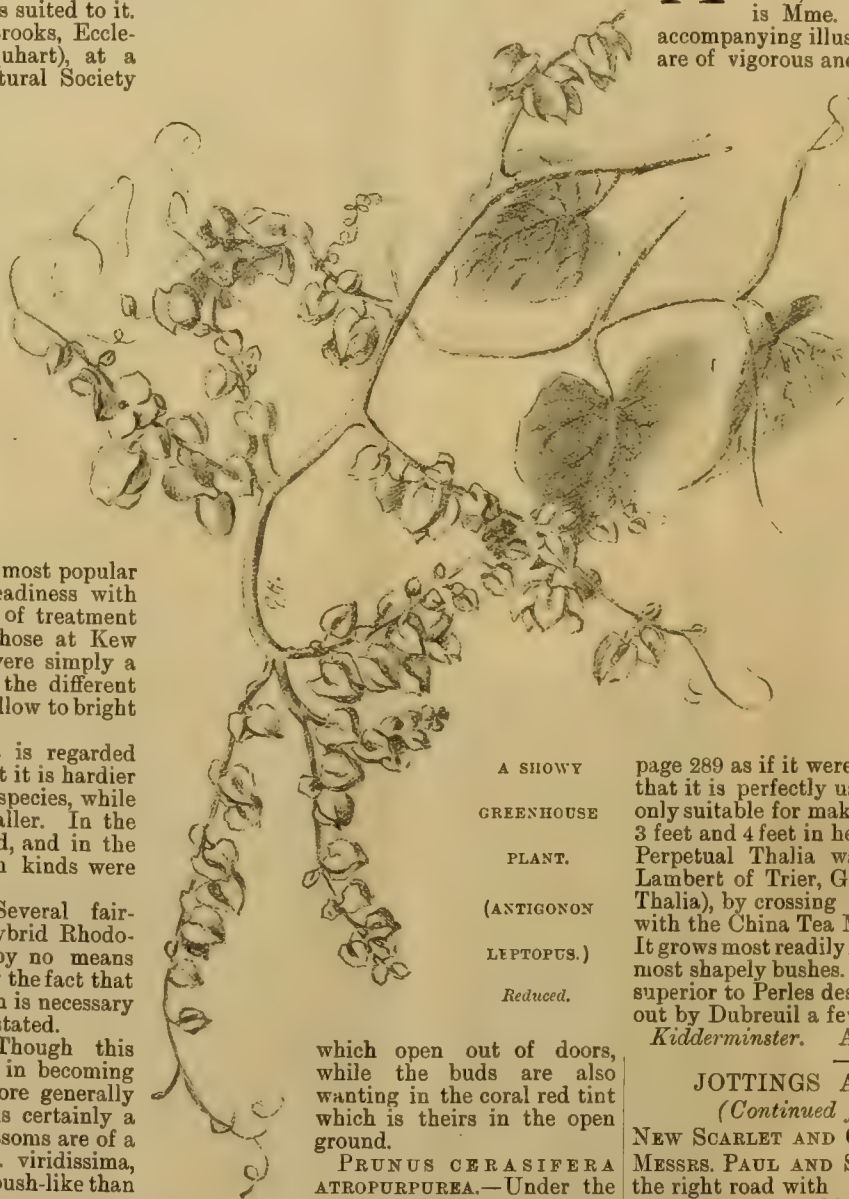 s suited to it.
rooks, Eccle-
uhart), at a
tural Society
most popular
eadiness with
of treatment
hose at Kew
vere simply a
the different
llow to bright
is regarded
t it is hardier
species, while
aller. In the
d, and in the
n kinds were
Several fair-
ybrid Rhodo-
by no means
the fact that
n is necessary
stated.
Though this
in becoming
ore generally
s certainly a
ssoms are of a
viridissima,
bush-like than
A SHOWY
GREENHOUSE
PLANT.
(ANTIGONON
LEPTOPUS.)
Reduced.
which open out of doors,
while the buds are also
wanting in the coral red tint
which is theirs in the open
ground.
PRUNUS CERASIFERA
ATROPURPUREA.—Under the
is Mme.
accompanying illus
are of vigorous and
page 289 as if it were
that it is perfectly u
only suitable for mak
3 feet and 4 feet in he
Perpetual Thalia w
Lambert of Trier, G
Thalia), by crossing
with the China Tea
It grows most readily
most shapely bushes.
superior to Perles des
out by Dubreuil a few
Kidderminster. A
JOTTINGS A
(Continued
NEW SCARLET AND
MESSRS. PAUL AND S
the right road with